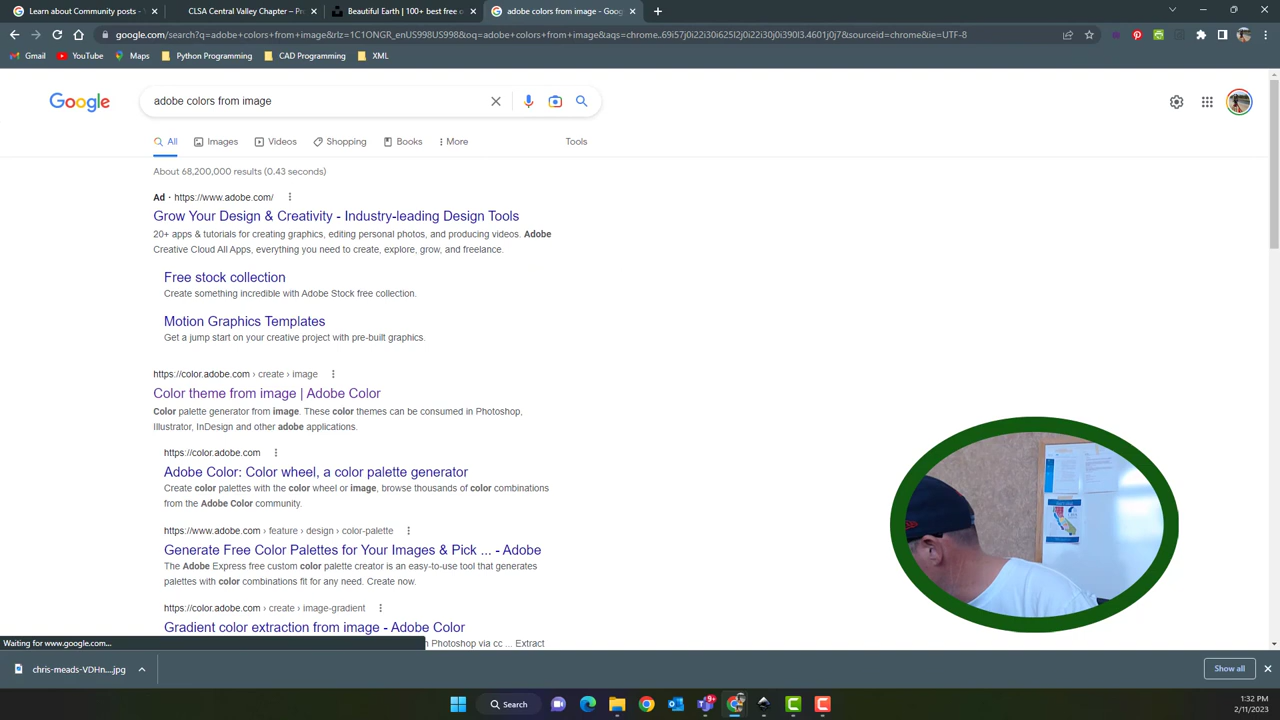 Learn about Community posts - Y
CLSA Central Valley Chapter – Pro
Beautiful Earth | 100+ best free o
adobe colors from image - Goog
google.com/search?q=adobe+colors+from+image&rlz=1C1ONGR_enUS998US998&oq=adobe+colors+from+image&aqs=chrome..69i57j0i22i30i625l2j0i22i30j0i390l3.4601j0j7&sourceid=chrome&ie=UTF-8
Gmail YouTube Maps Python Programming CAD Programming XML
Google
adobe colors from image
All Images Videos Shopping Books More Tools
About 68,200,000 results (0.43 seconds)
Ad · https://www.adobe.com/
Grow Your Design & Creativity - Industry-leading Design Tools
20+ apps & tutorials for creating graphics, editing personal photos, and producing videos. Adobe
Creative Cloud All Apps, everything you need to create, explore, grow, and freelance.
Free stock collection
Create something incredible with Adobe Stock free collection.
Motion Graphics Templates
Get a jump start on your creative project with pre-built graphics.
https://color.adobe.com › create › image
Color theme from image | Adobe Color
Color palette generator from image. These color themes can be consumed in Photoshop,
Illustrator, InDesign and other adobe applications.
https://color.adobe.com
Adobe Color: Color wheel, a color palette generator
Create color palettes with the color wheel or image, browse thousands of color combinations
from the Adobe Color community.
https://www.adobe.com › feature › design › color-palette
Generate Free Color Palettes for Your Images & Pick ... - Adobe
The Adobe Express free custom color palette creator is an easy-to-use tool that generates
palettes with color combinations fit for any need. Create now.
https://color.adobe.com › create › image-gradient
Gradient color extraction from image - Adobe Color
Waiting for www.google.com...
n Photoshop via cc ... Extract
chris-meads-VDHn....jpg
Show all
Search
1:32 PM
2/11/2023